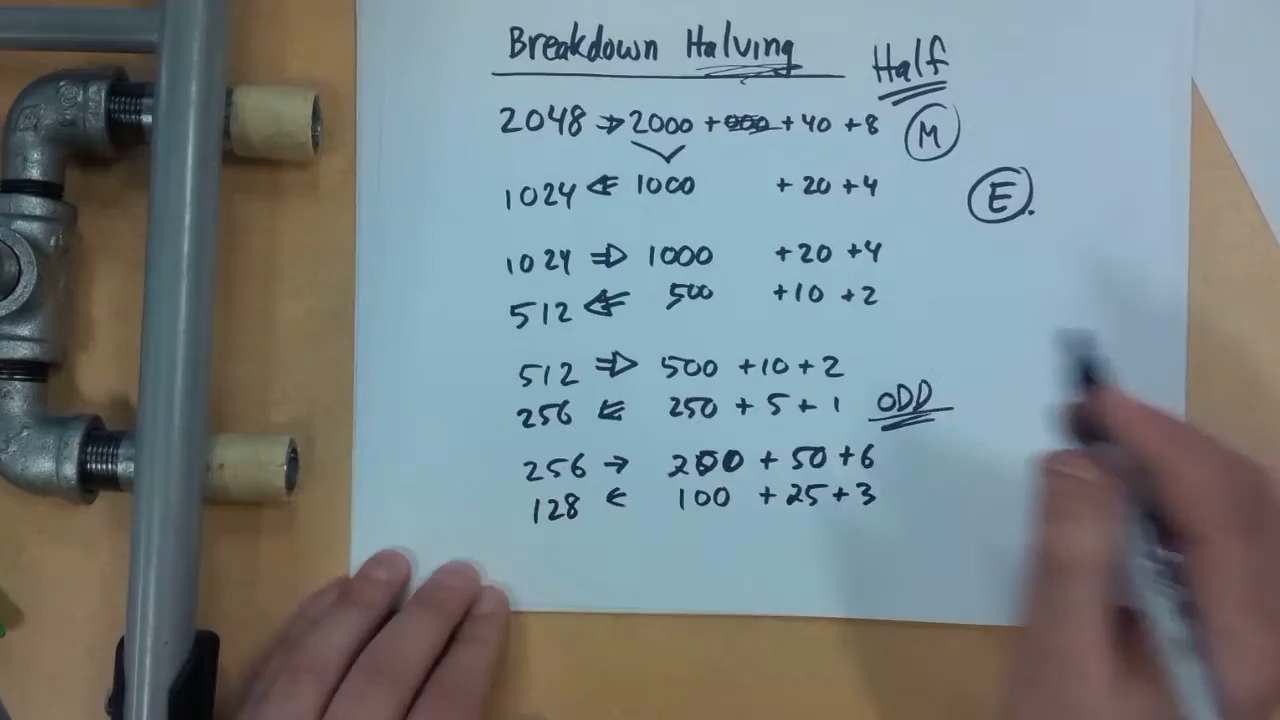 Breakdown Halving Half
2048 ⇒ 2000 + + 40 + 8 M
1024 ⇐ 1000 + 20 + 4 E.
1024 ⇒ 1000 + 20 + 4
512 ⇐ 500 + 10 + 2
512 ⇒ 500 + 10 + 2
256 ⇐ 250 + 5 + 1 ODD
256 → 200 + 50 + 6
128 ← 100 + 25 + 3